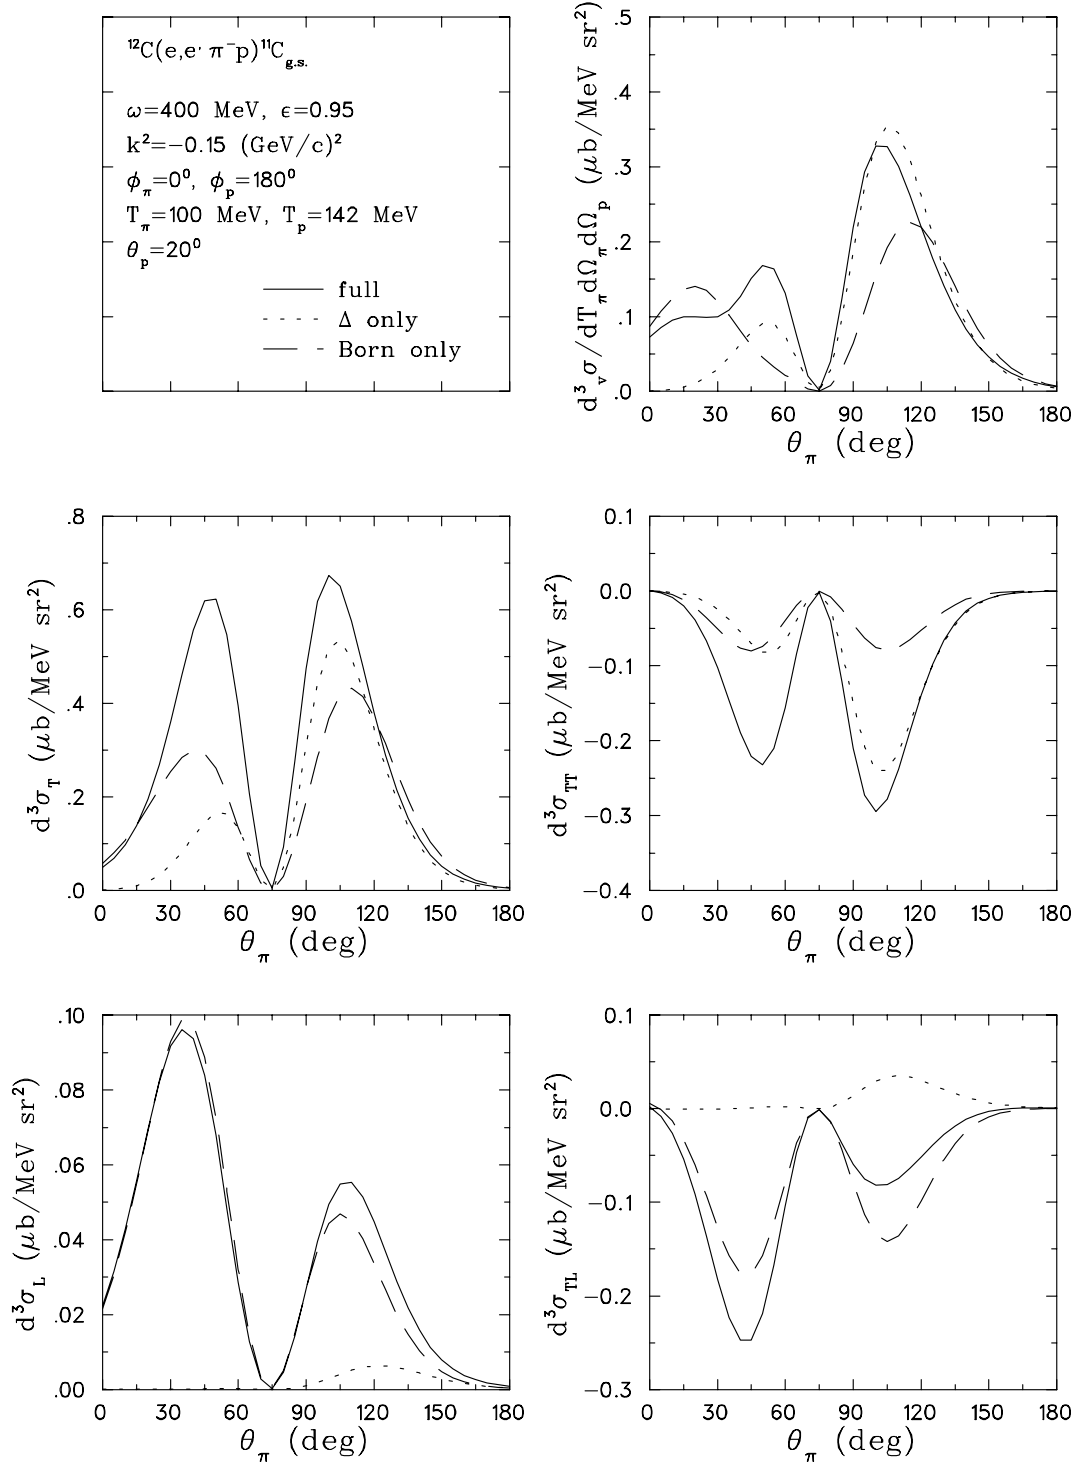 ¹²C(e,e' π⁻p)¹¹C_g.s.
ω=400 MeV, ϵ=0.95
k²=−0.15 (GeV/c)²
ϕ_π=0⁰, ϕ_p=180⁰
T_π=100 MeV, T_p=142 MeV
θ_p=20⁰
full
Δ only
Born only
d³_vσ/dT_πdΩ_πdΩ_p (μb/MeV sr²)
.5
.4
.3
.2
.1
.0
0 30 60 90 120 150 180
θ_π (deg)
d³σ_T (μb/MeV sr²)
.8
.6
.4
.2
.0
0 30 60 90 120 150 180
θ_π (deg)
d³σ_TT (μb/MeV sr²)
0.1
0.0
−0.1
−0.2
−0.3
−0.4
0 30 60 90 120 150 180
θ_π (deg)
d³σ_L (μb/MeV sr²)
.10
.08
.06
.04
.02
.00
0 30 60 90 120 150 180
θ_π (deg)
d³σ_TL (μb/MeV sr²)
0.1
0.0
−0.1
−0.2
−0.3
0 30 60 90 120 150 180
θ_π (deg)